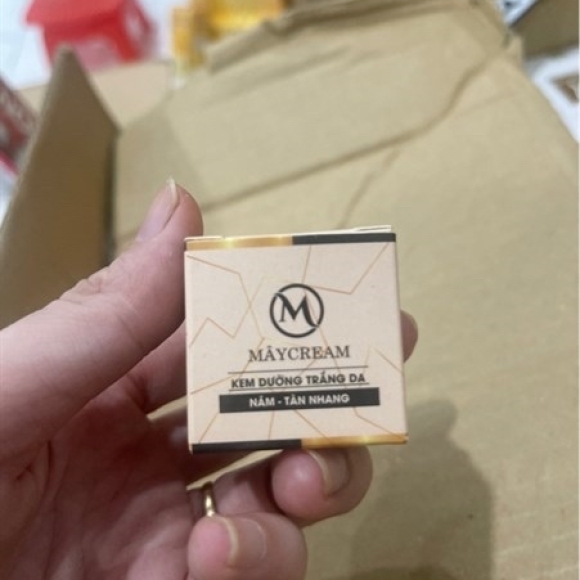 M
MÂYCREAM
KEM DƯỠNG TRẮNG DA
NÁM - TÀN NHANG